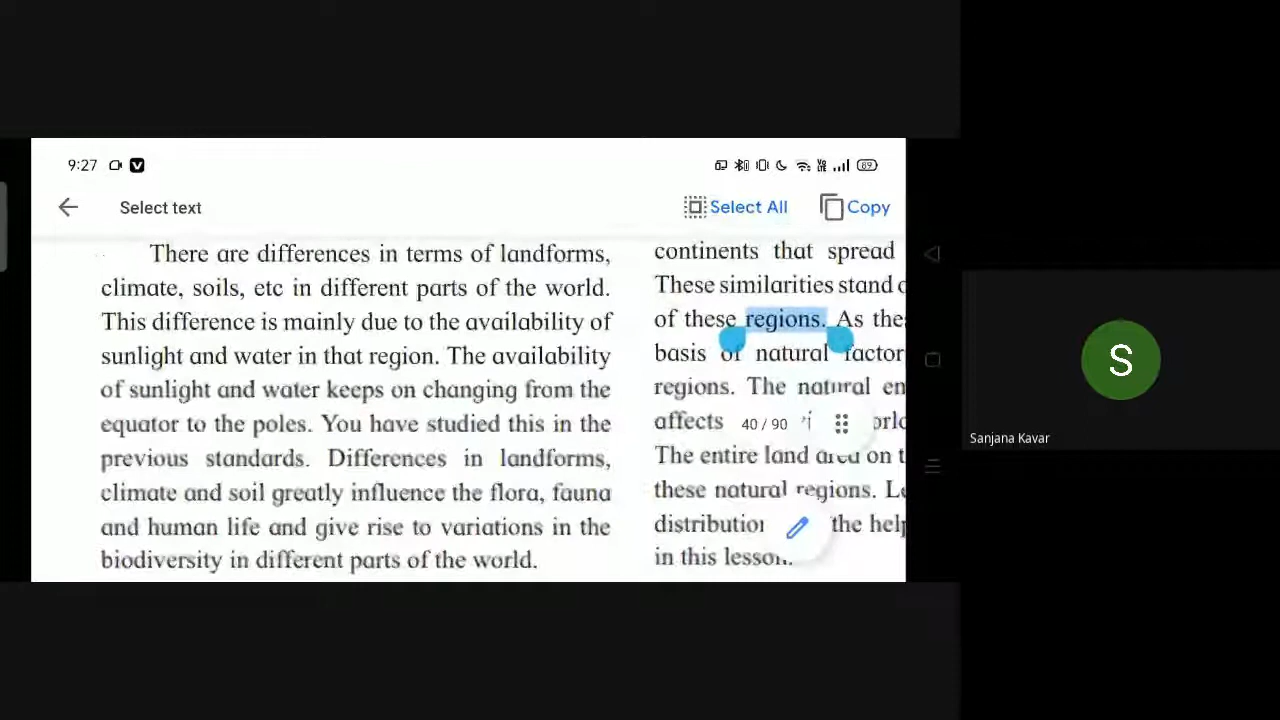 9:27
89
Select text
Select All
Copy
There are differences in terms of landforms,
climate, soils, etc in different parts of the world.
This difference is mainly due to the availability of
sunlight and water in that region. The availability
of sunlight and water keeps on changing from the
equator to the poles. You have studied this in the
previous standards. Differences in landforms,
climate and soil greatly influence the flora, fauna
and human life and give rise to variations in the
biodiversity in different parts of the world.
continents that spread
These similarities stand
of these regions. As
basis of natural factor
regions. The natural
affects
The entire land area on
these natural regions.
the
in this lesson.
40 / 90
S
Sanjana Kavar